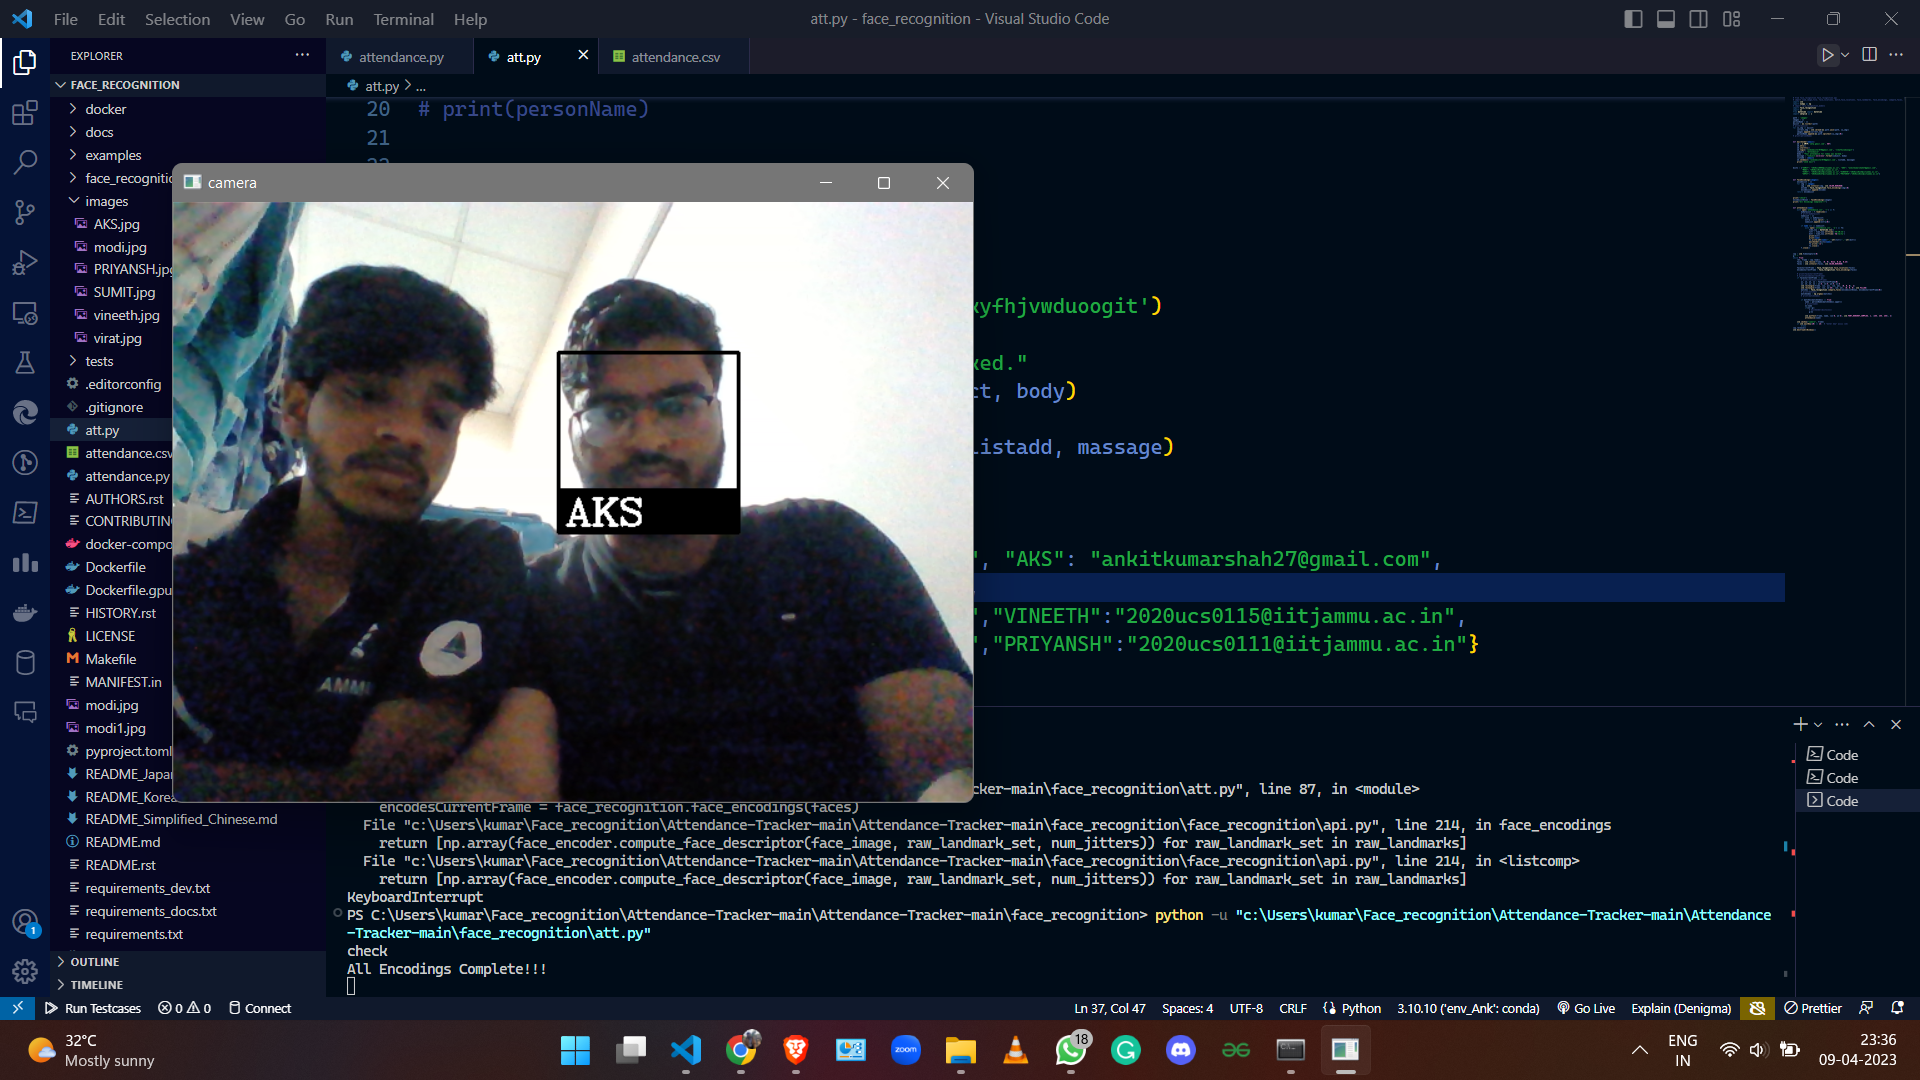 File Edit Selection View Go Run Terminal Help
att.py - face_recognition - Visual Studio Code
EXPLORER
attendance.py
att.py
attendance.csv
FACE_RECOGNITION
att.py > ...
docker
docs
examples
face_recognitic
images
AKS.jpg
modi.jpg
PRIYANSH.jpg
SUMIT.jpg
vineeth.jpg
virat.jpg
tests
.editorconfig
.gitignore
att.py
attendance.csv
attendance.py
AUTHORS.rst
CONTRIBUTIN
docker-compo
Dockerfile
Dockerfile.gpu
HISTORY.rst
LICENSE
Makefile
MANIFEST.in
modi.jpg
modi1.jpg
pyproject.toml
README_Japa
README_Korea
README_Simplified_Chinese.md
README.md
README.rst
requirements_dev.txt
requirements_docs.txt
requirements.txt
OUTLINE
TIMELINE
20 # print(personName)
21
camera
AKS
xyfhjvwduoogit')
ked."
ct, body)
listadd, massage)
", "AKS": "ankitkumarshah27@gmail.com",
","VINEETH":"2020ucs0115@iitjammu.ac.in",
","PRIYANSH":"2020ucs0111@iitjammu.ac.in"}
Code
Code
Code
ker-main\face_recognition\att.py", line 87, in <module>
encodesCurrentFrame = face_recognition.face_encodings(faces)
File "c:\Users\kumar\Face_recognition\Attendance-Tracker-main\Attendance-Tracker-main\face_recognition\face_recognition\api.py", line 214, in face_encodings
return [np.array(face_encoder.compute_face_descriptor(face_image, raw_landmark_set, num_jitters)) for raw_landmark_set in raw_landmarks]
File "c:\Users\kumar\Face_recognition\Attendance-Tracker-main\Attendance-Tracker-main\face_recognition\face_recognition\api.py", line 214, in <listcomp>
return [np.array(face_encoder.compute_face_descriptor(face_image, raw_landmark_set, num_jitters)) for raw_landmark_set in raw_landmarks]
KeyboardInterrupt
PS C:\Users\kumar\Face_recognition\Attendance-Tracker-main\Attendance-Tracker-main\face_recognition> python -u "c:\Users\kumar\Face_recognition\Attendance-Tracker-main\Attendance
-Tracker-main\face_recognition\att.py"
check
All Encodings Complete!!!
Run Testcases 0 0 Connect
Ln 37, Col 47 Spaces: 4 UTF-8 CRLF Python 3.10.10 ('env_Ank': conda) Go Live Explain (Denigma) Prettier
32°C
Mostly sunny
zoom
18
ENG
IN
23:36
09-04-2023